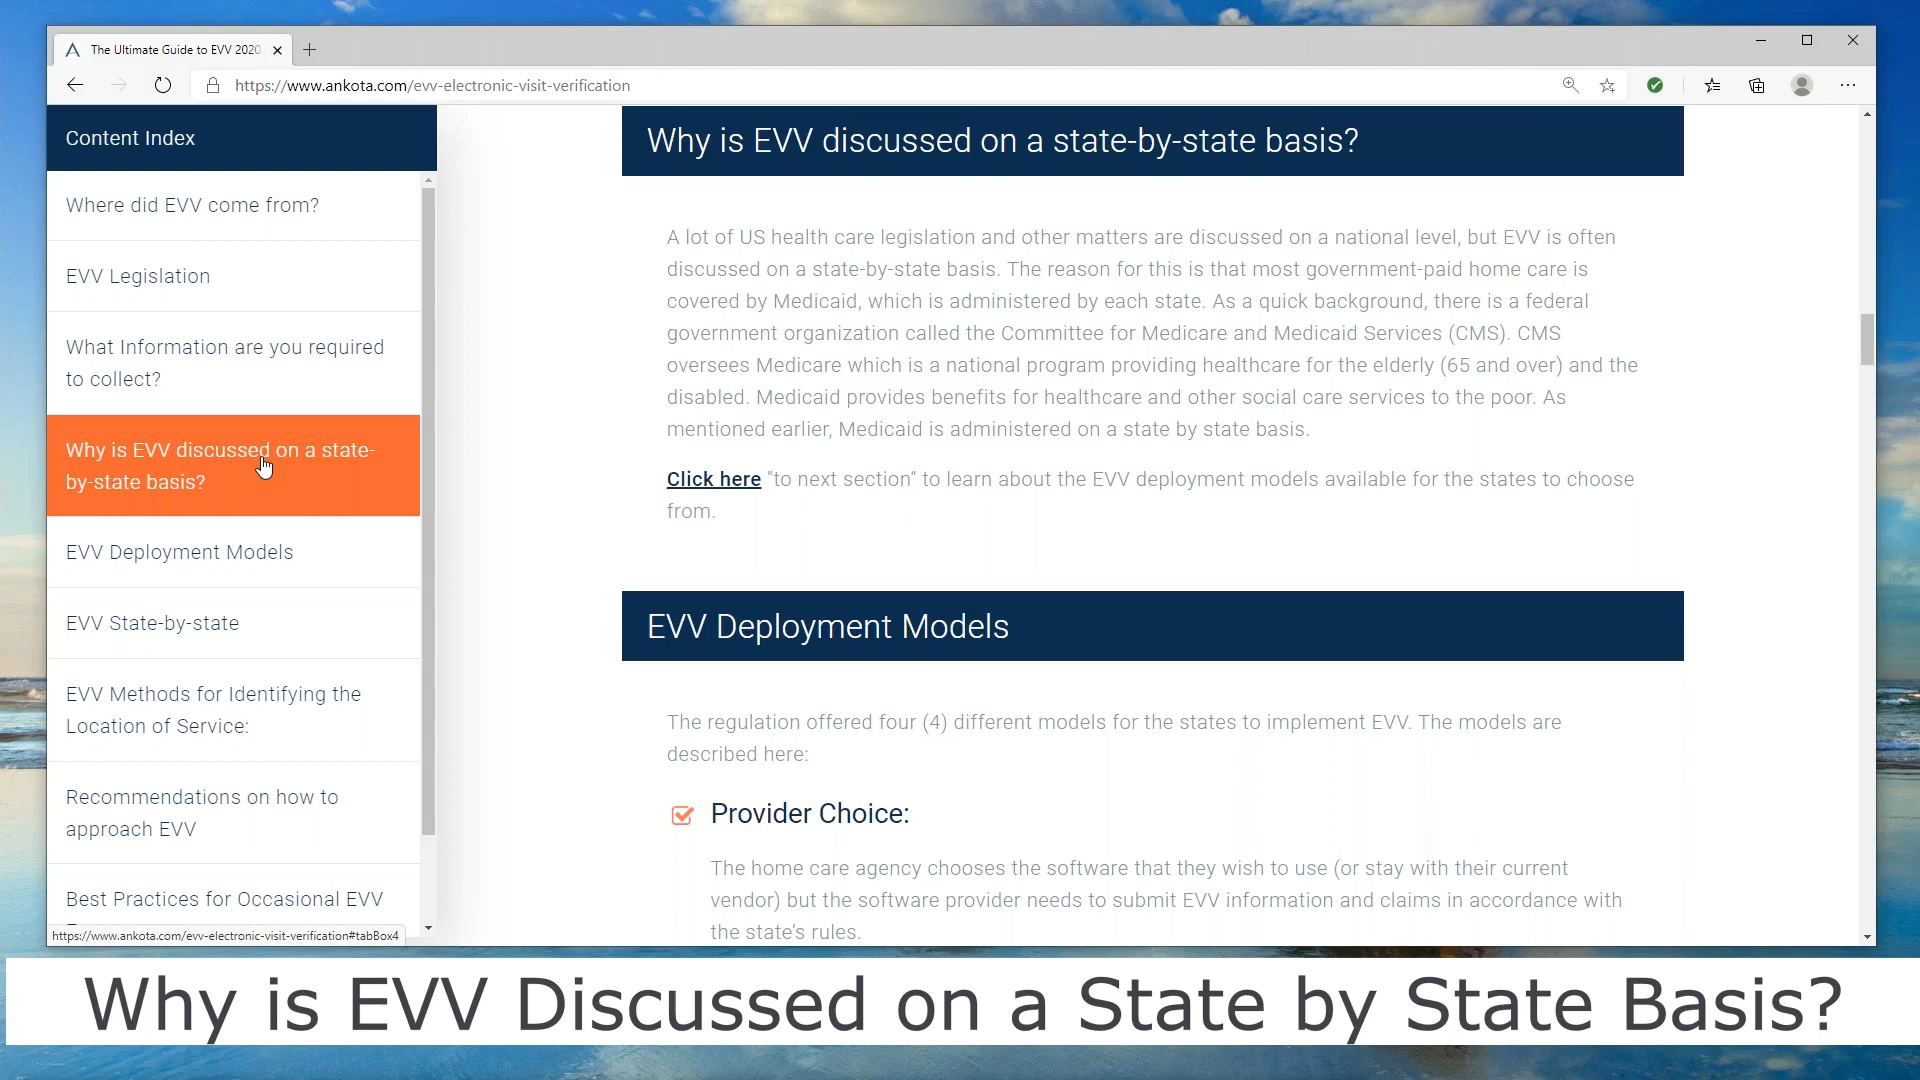 The Ultimate Guide to EVV 2020
https://www.ankota.com/evv-electronic-visit-verification
Content Index
Where did EVV come from?
EVV Legislation
What Information are you required
to collect?
Why is EVV discussed on a state-
by-state basis?
EVV Deployment Models
EVV State-by-state
EVV Methods for Identifying the
Location of Service:
Recommendations on how to
approach EVV
Best Practices for Occasional EVV
https://www.ankota.com/evv-electronic-visit-verification#tabBox4
Why is EVV discussed on a state-by-state basis?
A lot of US health care legislation and other matters are discussed on a national level, but EVV is often
discussed on a state-by-state basis. The reason for this is that most government-paid home care is
covered by Medicaid, which is administered by each state. As a quick background, there is a federal
government organization called the Committee for Medicare and Medicaid Services (CMS). CMS
oversees Medicare which is a national program providing healthcare for the elderly (65 and over) and the
disabled. Medicaid provides benefits for healthcare and other social care services to the poor. As
mentioned earlier, Medicaid is administered on a state by state basis.
Click here "to next section" to learn about the EVV deployment models available for the states to choose
from.
EVV Deployment Models
The regulation offered four (4) different models for the states to implement EVV. The models are
described here:
Provider Choice:
The home care agency chooses the software that they wish to use (or stay with their current
vendor) but the software provider needs to submit EVV information and claims in accordance with
the state's rules.
Why is EVV Discussed on a State by State Basis?